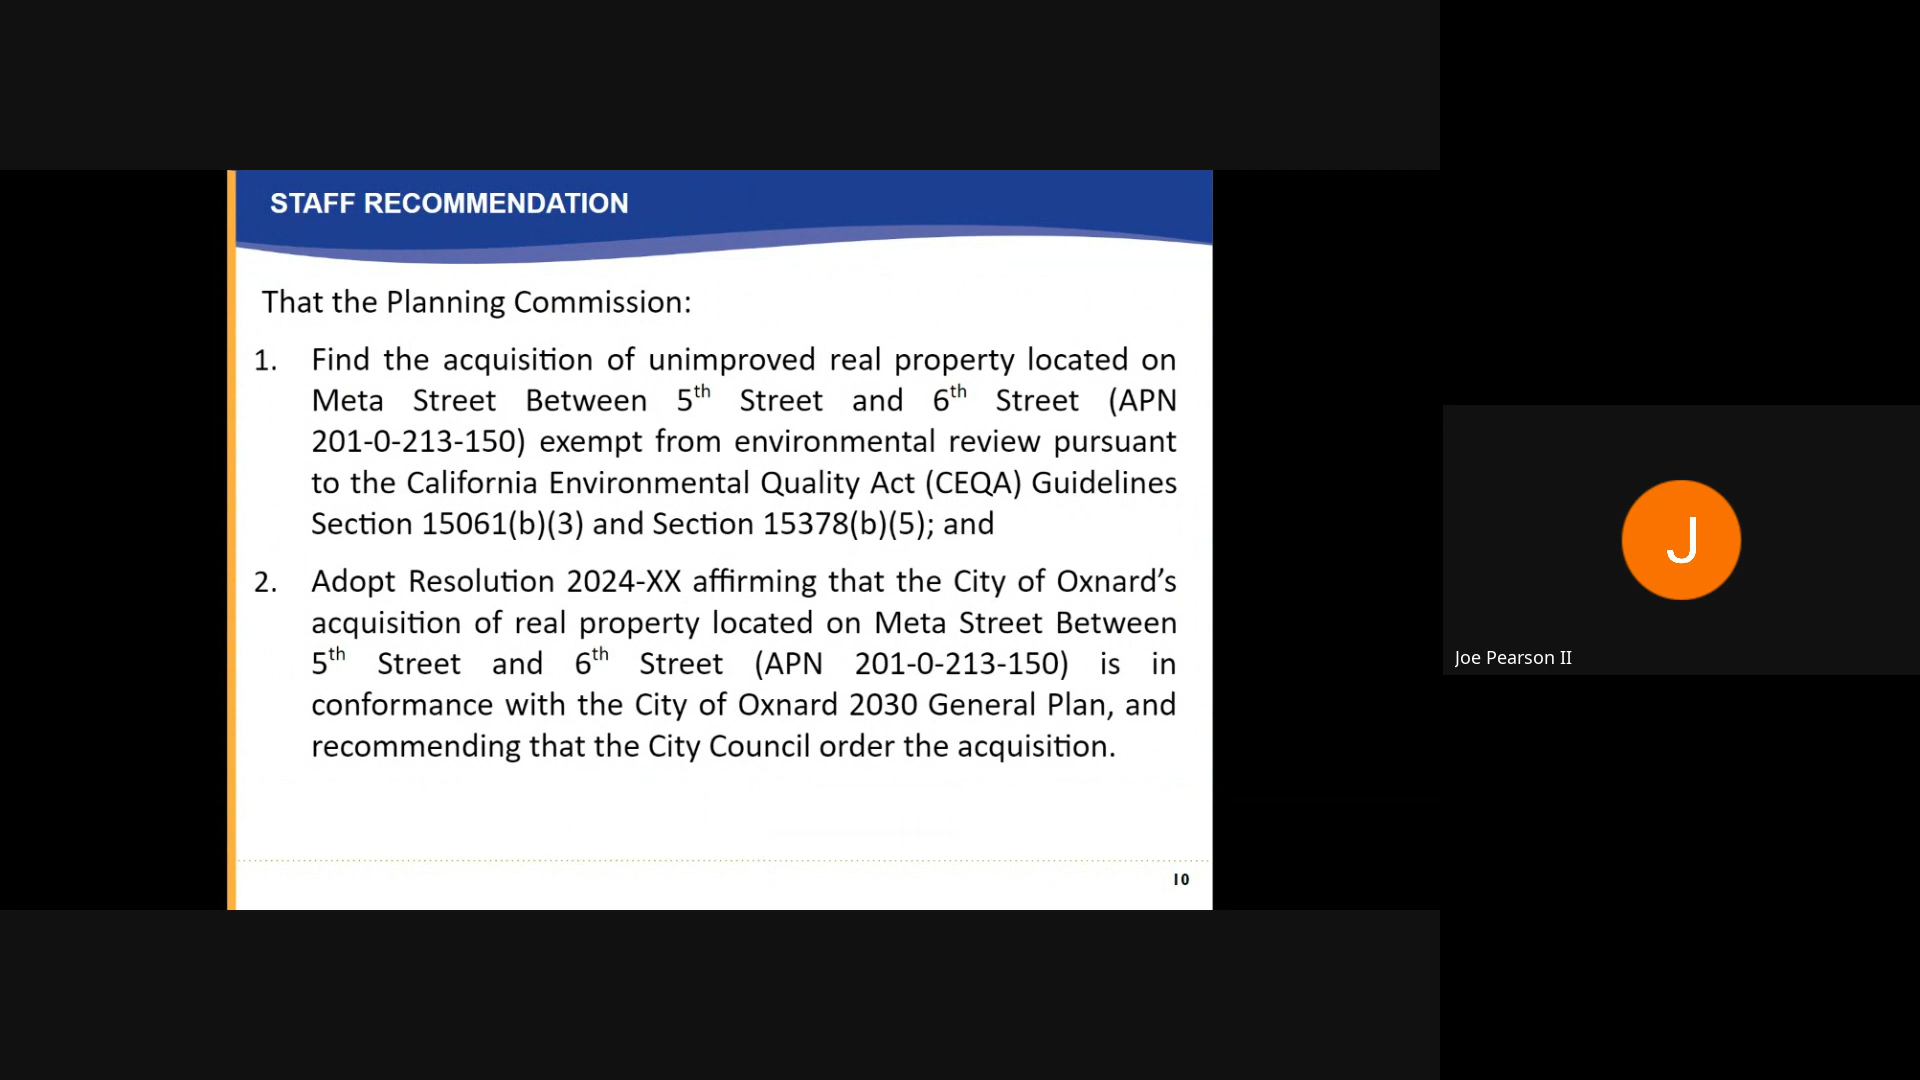 STAFF RECOMMENDATION
That the Planning Commission:
1. Find the acquisition of unimproved real property located on
Meta Street Between 5th Street and 6th Street (APN
201-0-213-150) exempt from environmental review pursuant
to the California Environmental Quality Act (CEQA) Guidelines
Section 15061(b)(3) and Section 15378(b)(5); and
2. Adopt Resolution 2024-XX affirming that the City of Oxnard’s
acquisition of real property located on Meta Street Between
5th Street and 6th Street (APN 201-0-213-150) is in
conformance with the City of Oxnard 2030 General Plan, and
recommending that the City Council order the acquisition.
10
J
Joe Pearson II